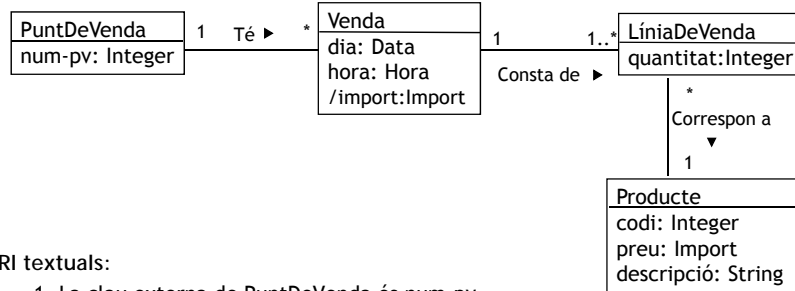 PuntDeVenda
num-pv: Integer
1 Té ► *
Venda
dia: Data
hora: Hora
/import:Import
1 1..*
Consta de ►
LíniaDeVenda
quantitat:Integer
*
Correspon a
▼
1
Producte
codi: Integer
preu: Import
descripció: String
RI textuals:
1. La clau externa de PuntDeVenda és num-pv